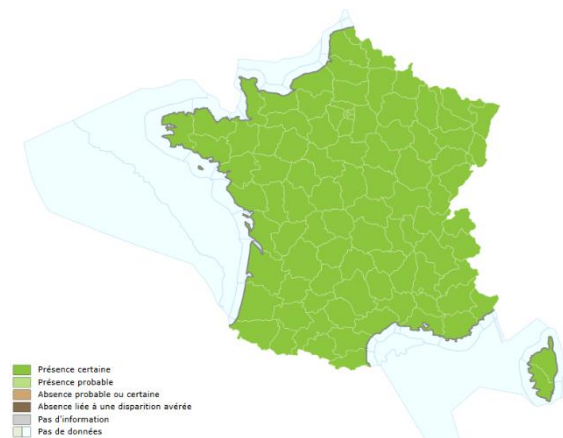 Présence certaine
Présence probable
Absence probable ou certaine
Absence liée à une disparition avérée
Pas d'information
Pas de données